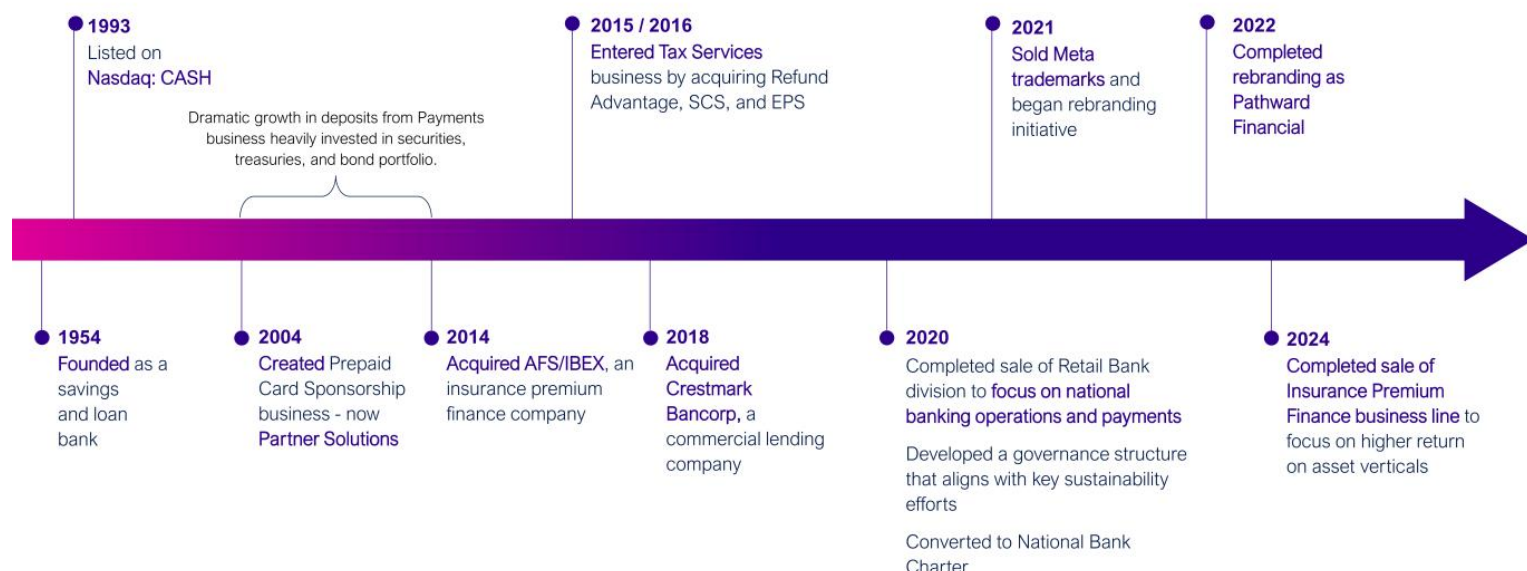 1993
Listed on
Nasdaq: CASH
Dramatic growth in deposits from Payments
business heavily invested in securities,
treasuries, and bond portfolio.
2015 / 2016
Entered Tax Services
business by acquiring Refund
Advantage, SCS, and EPS
2021
Sold Meta
trademarks and
began rebranding
initiative
2022
Completed
rebranding as
Pathward
Financial
1954
Founded as a
savings
and loan
bank
2004
Created Prepaid
Card Sponsorship
business - now
Partner Solutions
2014
Acquired AFS/IBEX, an
insurance premium
finance company
2018
Acquired
Crestmark
Bancorp, a
commercial lending
company
2020
Completed sale of Retail Bank
division to focus on national
banking operations and payments
Developed a governance structure
that aligns with key sustainability
efforts
Converted to National Bank
Charter
2024
Completed sale of
Insurance Premium
Finance business line to
focus on higher return
on asset verticals